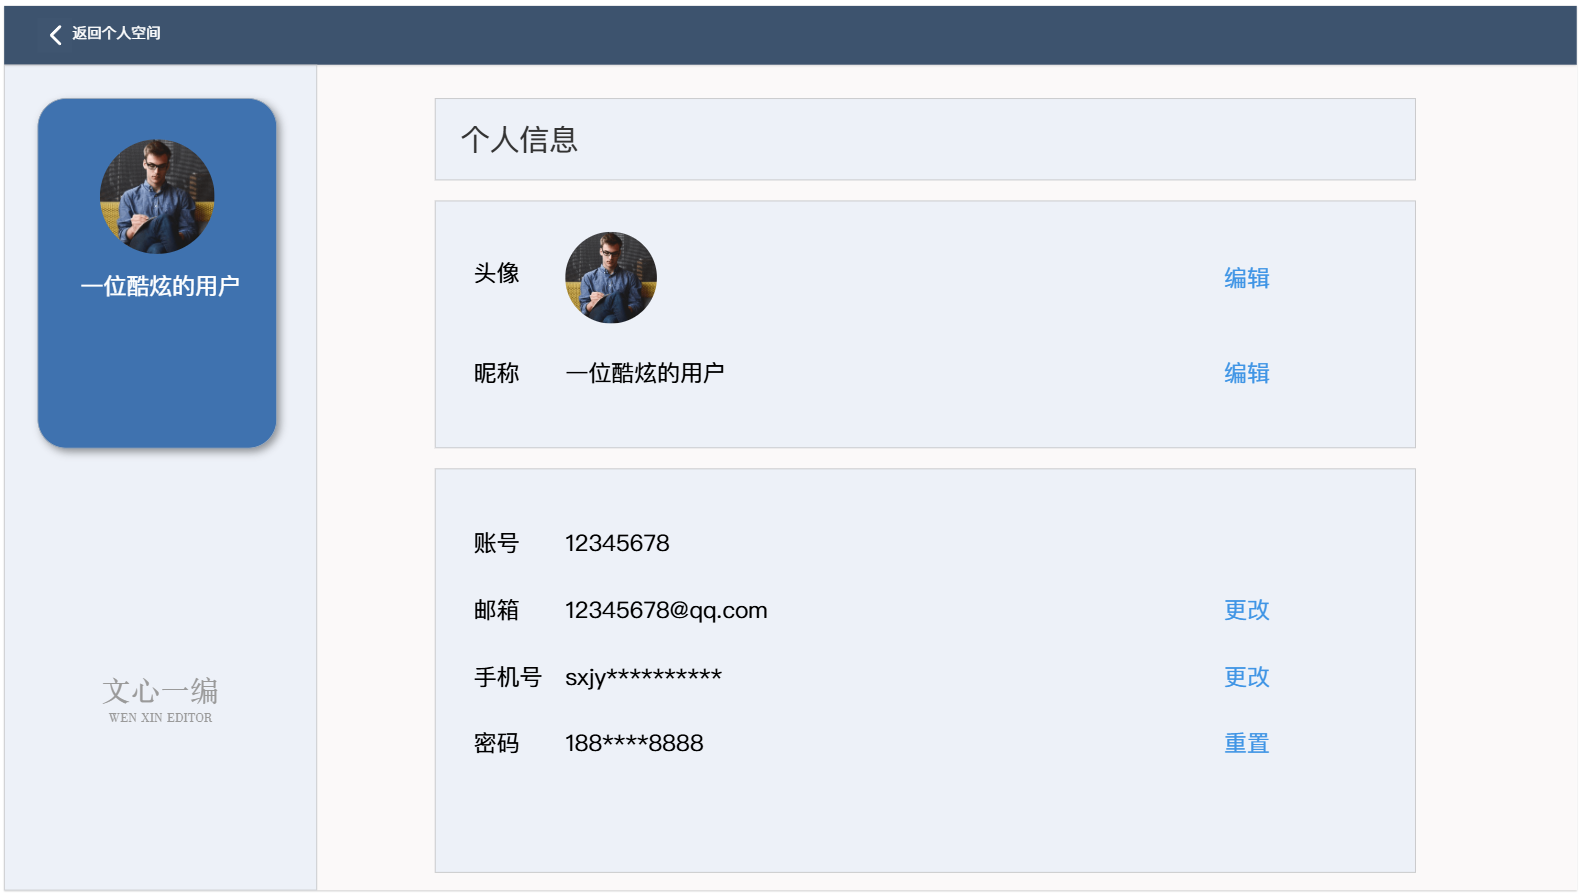 返回个人空间
一位酷炫的用户
文心一编
WEN XIN EDITOR
个人信息
头像 编辑
昵称 一位酷炫的用户 编辑
账号 12345678
邮箱 12345678@qq.com 更改
手机号 sxjy********** 更改
密码 188****8888 重置